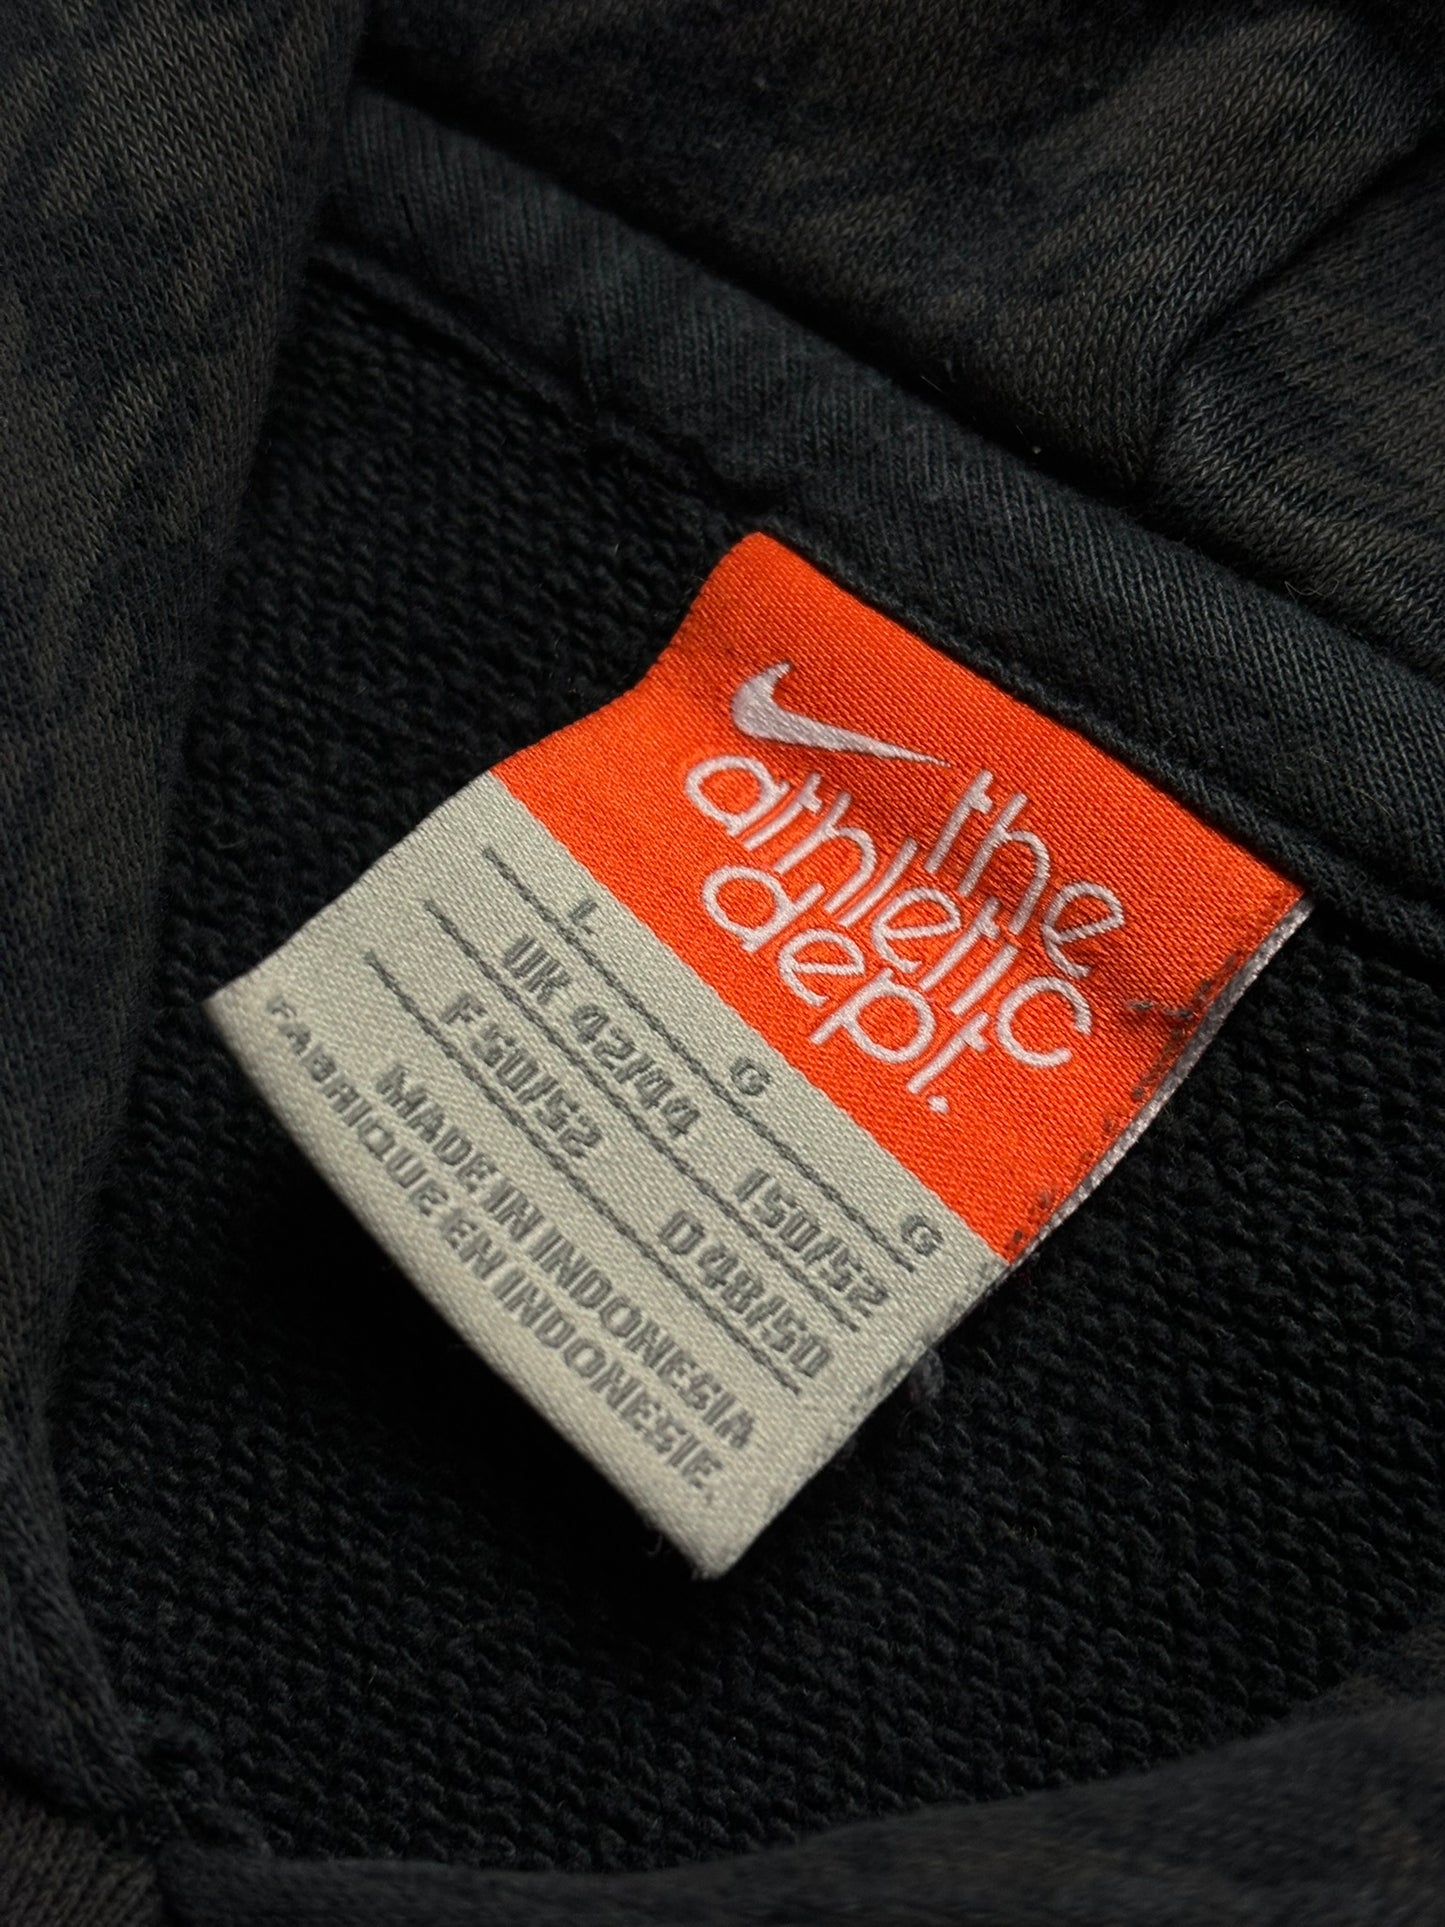 the
athletic
dept.
L G G
UK 42/44 I 50/52
F 50/52 D 48/50
MADE IN INDONESIA
FABRIQUE EN INDONESIE